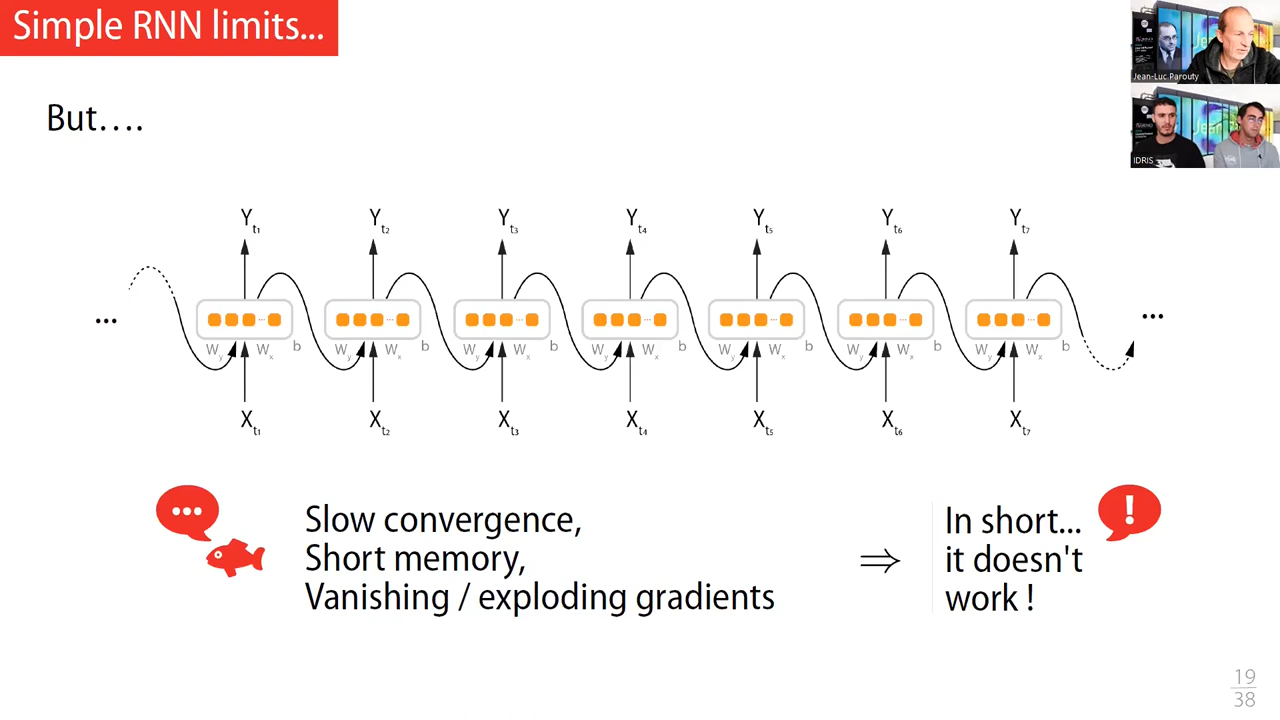 Simple RNN limits...
But....
Jean-Luc Parouty
IDRIS
Y t₁ Y t₂ Y t₃ Y t₄ Y t₅ Y t₆ Y t₇
... ...
W y W x b W y W x b W y W x b W y W x b W y W x b W y W x b W y W x b
X t₁ X t₂ X t₃ X t₄ X t₅ X t₆ X t₇
Slow convergence,
Short memory,
Vanishing / exploding gradients
⇒
In short...
it doesn't
work !
!
19
38